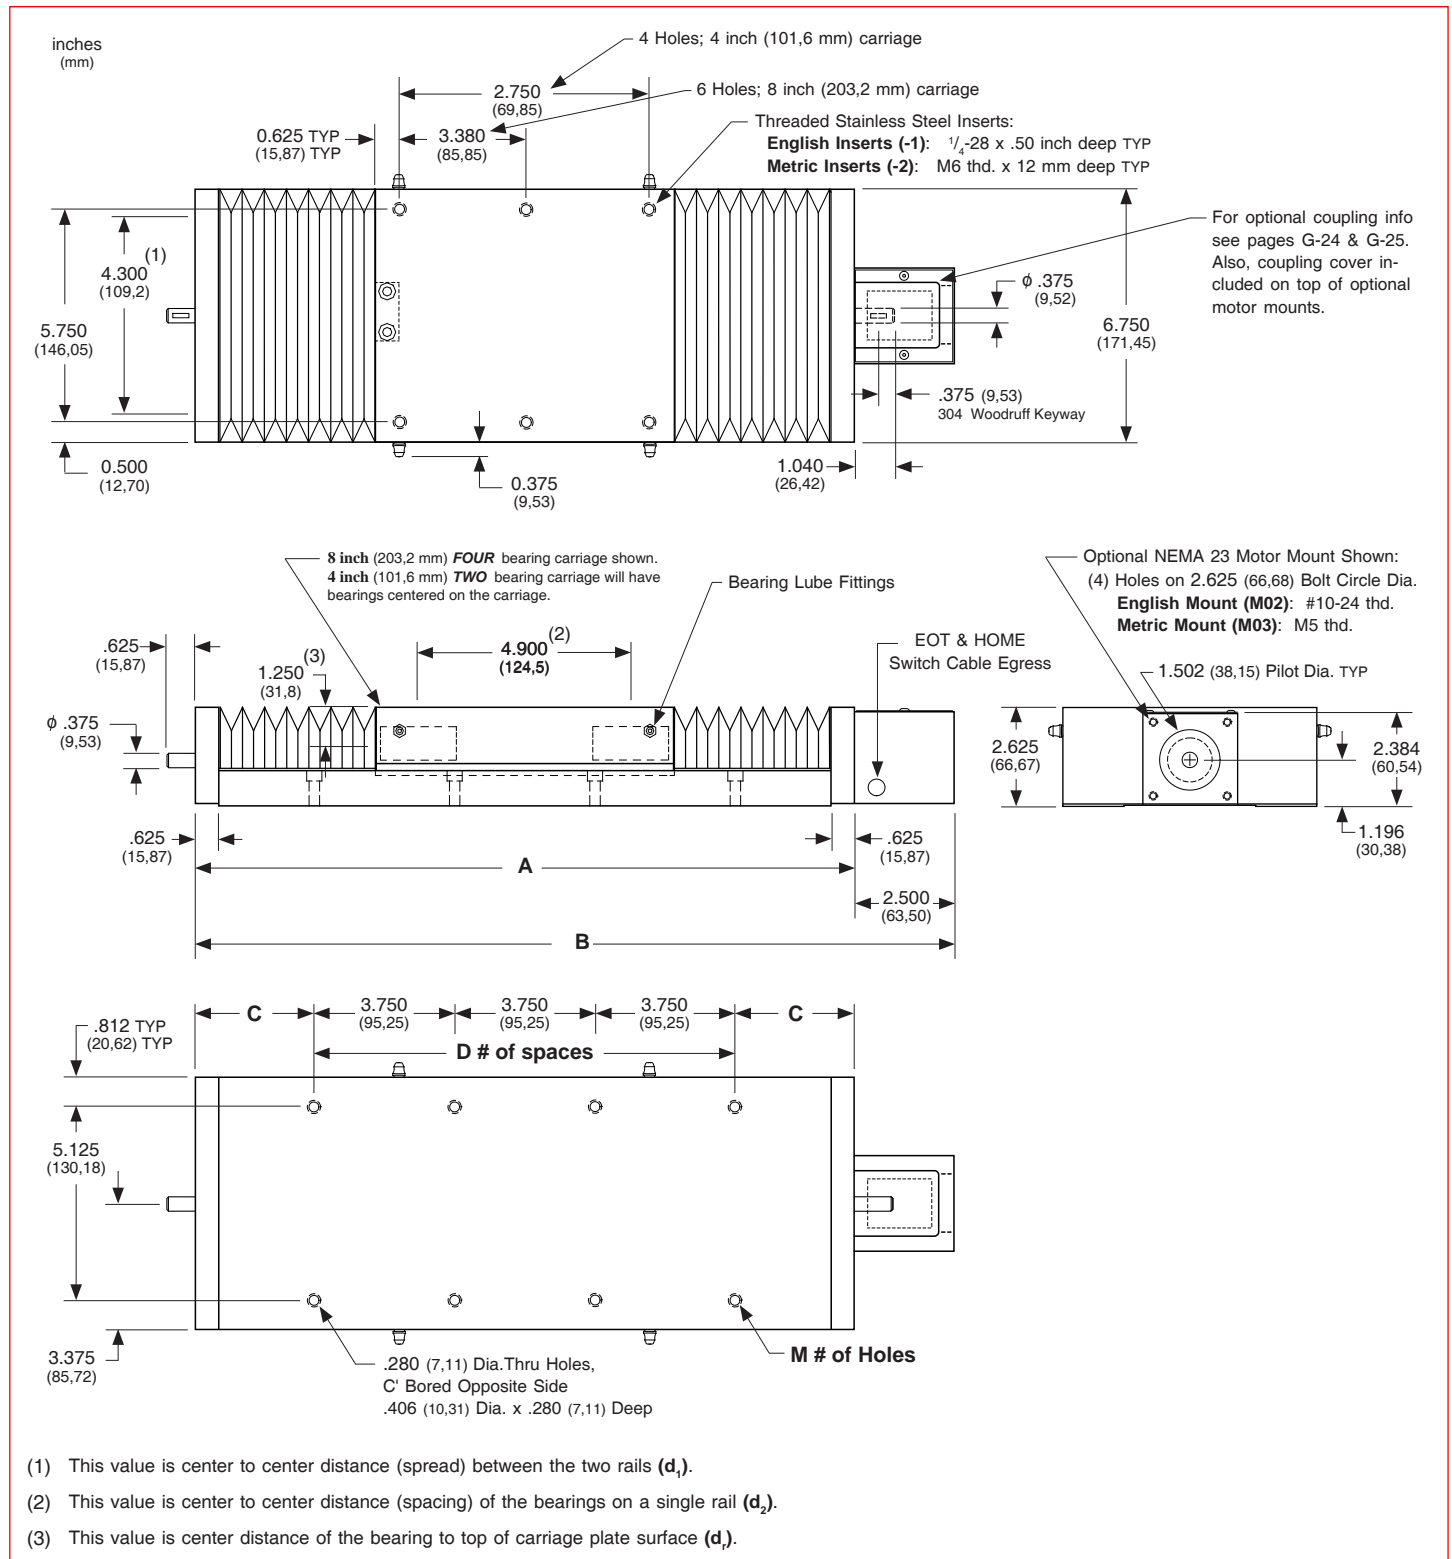 inches
(mm)
4 Holes; 4 inch (101,6 mm) carriage
2.750
(69,85)
6 Holes; 8 inch (203,2 mm) carriage
0.625 TYP
(15,87) TYP
3.380
(85,85)
Threaded Stainless Steel Inserts:
English Inserts (-1): 1/4-28 x .50 inch deep TYP
Metric Inserts (-2): M6 thd. x 12 mm deep TYP
For optional coupling info
see pages G-24 & G-25.
Also, coupling cover in-
cluded on top of optional
motor mounts.
(1)
4.300
(109,2)
5.750
(146,05)
ϕ .375
(9,52)
6.750
(171,45)
.375 (9,53)
304 Woodruff Keyway
0.500
(12,70)
0.375
(9,53)
1.040
(26,42)
8 inch (203,2 mm) FOUR bearing carriage shown.
4 inch (101,6 mm) TWO bearing carriage will have
bearings centered on the carriage.
Bearing Lube Fittings
Optional NEMA 23 Motor Mount Shown:
(4) Holes on 2.625 (66,68) Bolt Circle Dia.
English Mount (M02): #10-24 thd.
Metric Mount (M03): M5 thd.
EOT & HOME
Switch Cable Egress
1.502 (38,15) Pilot Dia. TYP
.625
(15,87)
(3)
1.250
(31,8)
4.900(2)
(124,5)
ϕ .375
(9,53)
2.625
(66,67)
2.384
(60,54)
1.196
(30,38)
.625
(15,87)
.625
(15,87)
A
2.500
(63,50)
B
C
3.750
(95,25)
3.750
(95,25)
3.750
(95,25)
C
.812 TYP
(20,62) TYP
D # of spaces
5.125
(130,18)
3.375
(85,72)
.280 (7,11) Dia.Thru Holes,
C' Bored Opposite Side
.406 (10,31) Dia. x .280 (7,11) Deep
M # of Holes
(1) This value is center to center distance (spread) between the two rails (d1).
(2) This value is center to center distance (spacing) of the bearings on a single rail (d2).
(3) This value is center distance of the bearing to top of carriage plate surface (dr).